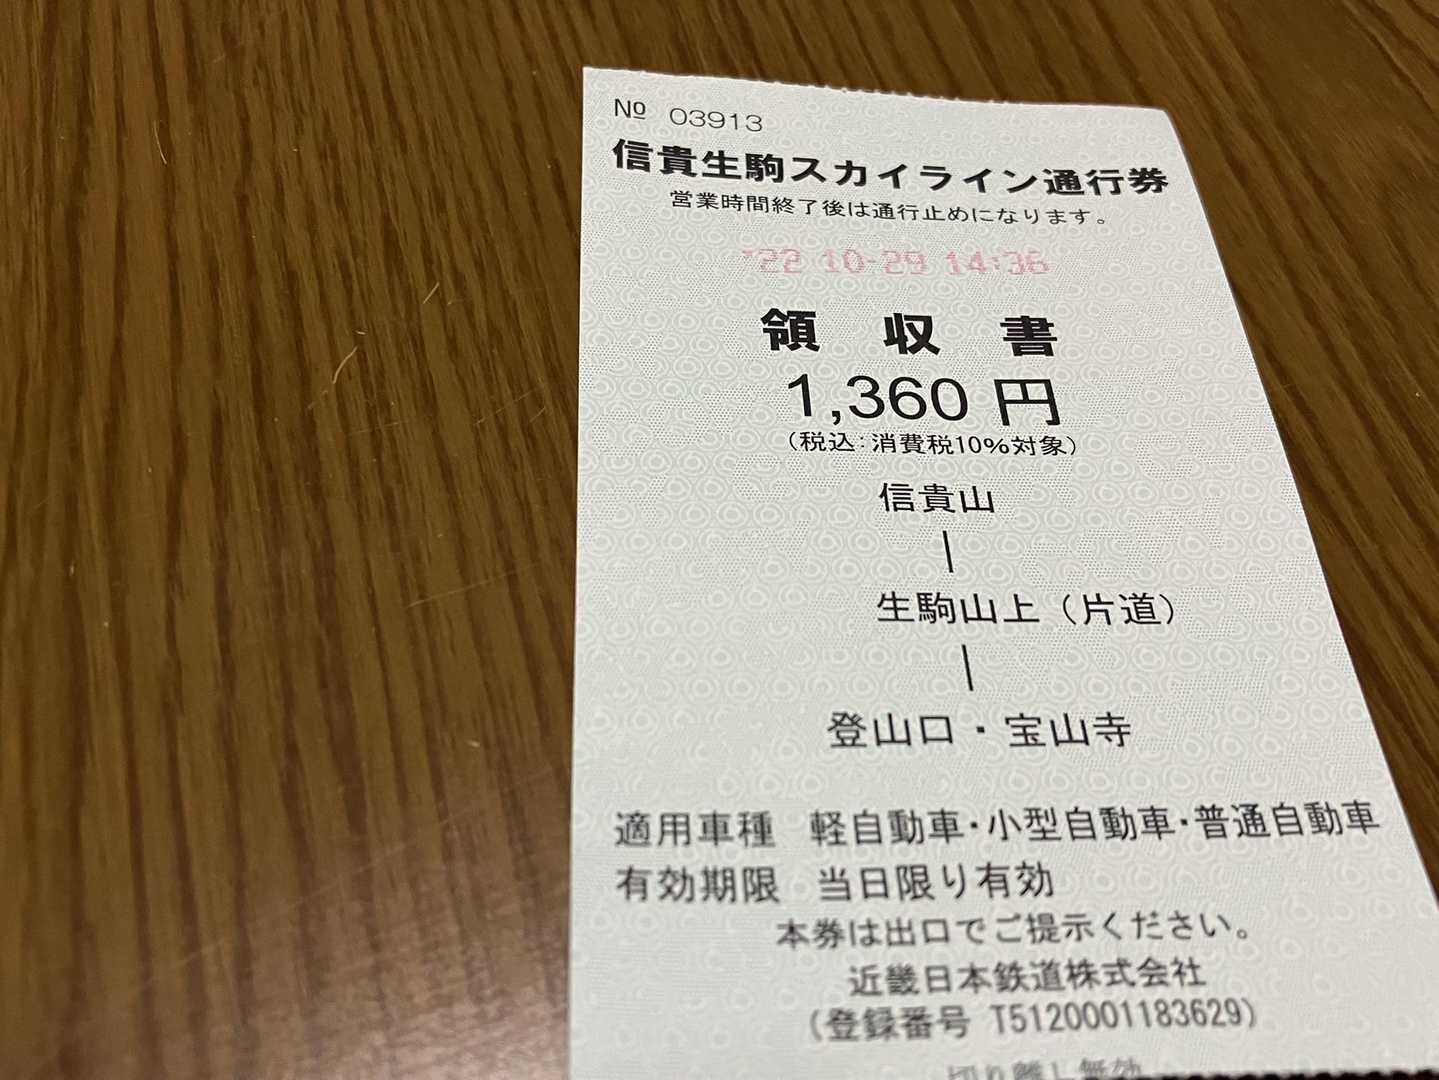 № 03913
信貴生駒スカイライン通行券
営業時間終了後は通行止めになります。
'22 10-29 14:36
領収書
1,360 円
（税込：消費税10%対象）
信貴山
|
生駒山上（片道）
|
登山口・宝山寺
適用車種 軽自動車・小型自動車・普通自動車
有効期限 当日限り有効
本券は出口でご提示ください。
近畿日本鉄道株式会社
（登録番号 T5120001183629）
切り離し無効